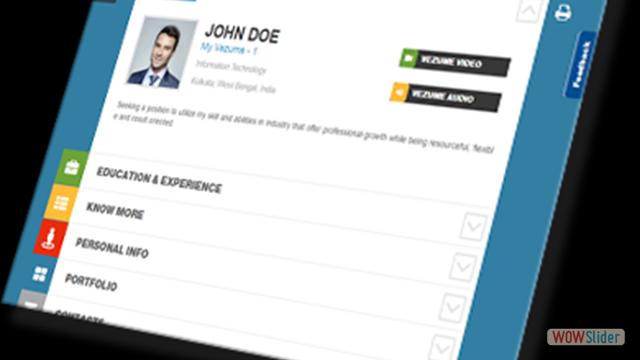 JOHN DOE
My Vezume - 1
Information Technology
Kolkata, West Bengal, India
VEZUME VIDEO
VEZUME AUDIO
Feedback
Seeking a position to utilize my skill and abilities in industry that offer professional growth while being resourceful, flexibl
e and result oriented.
EDUCATION & EXPERIENCE
KNOW MORE
PERSONAL INFO
PORTFOLIO
CONTACTS
WOWSlider